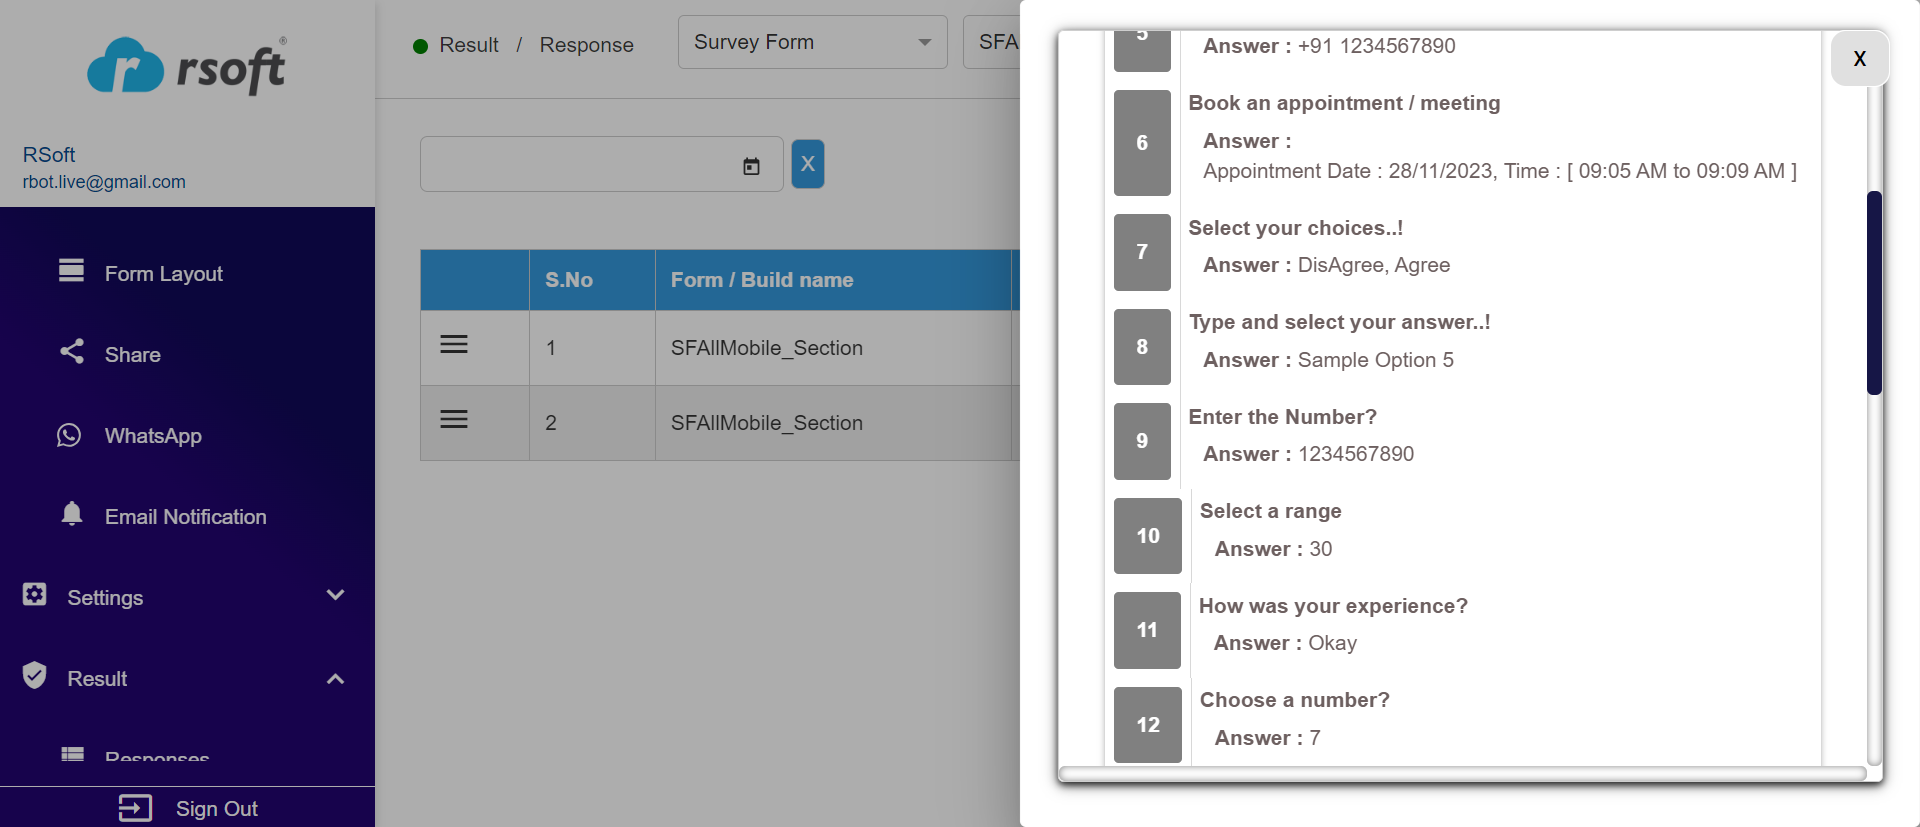 rsoft®
RSoft
rbot.live@gmail.com
Form Layout
Share
WhatsApp
Email Notification
Settings
Result
Responses
Sign Out
Result / Response
Survey Form
SFA
X
S.No Form / Build name
1 SFAllMobile_Section
2 SFAllMobile_Section
X
5
Answer : +91 1234567890
6 Book an appointment / meeting
Answer :
Appointment Date : 28/11/2023, Time : [ 09:05 AM to 09:09 AM ]
7 Select your choices..!
Answer : DisAgree, Agree
8 Type and select your answer..!
Answer : Sample Option 5
9 Enter the Number?
Answer : 1234567890
10 Select a range
Answer : 30
11 How was your experience?
Answer : Okay
12 Choose a number?
Answer : 7